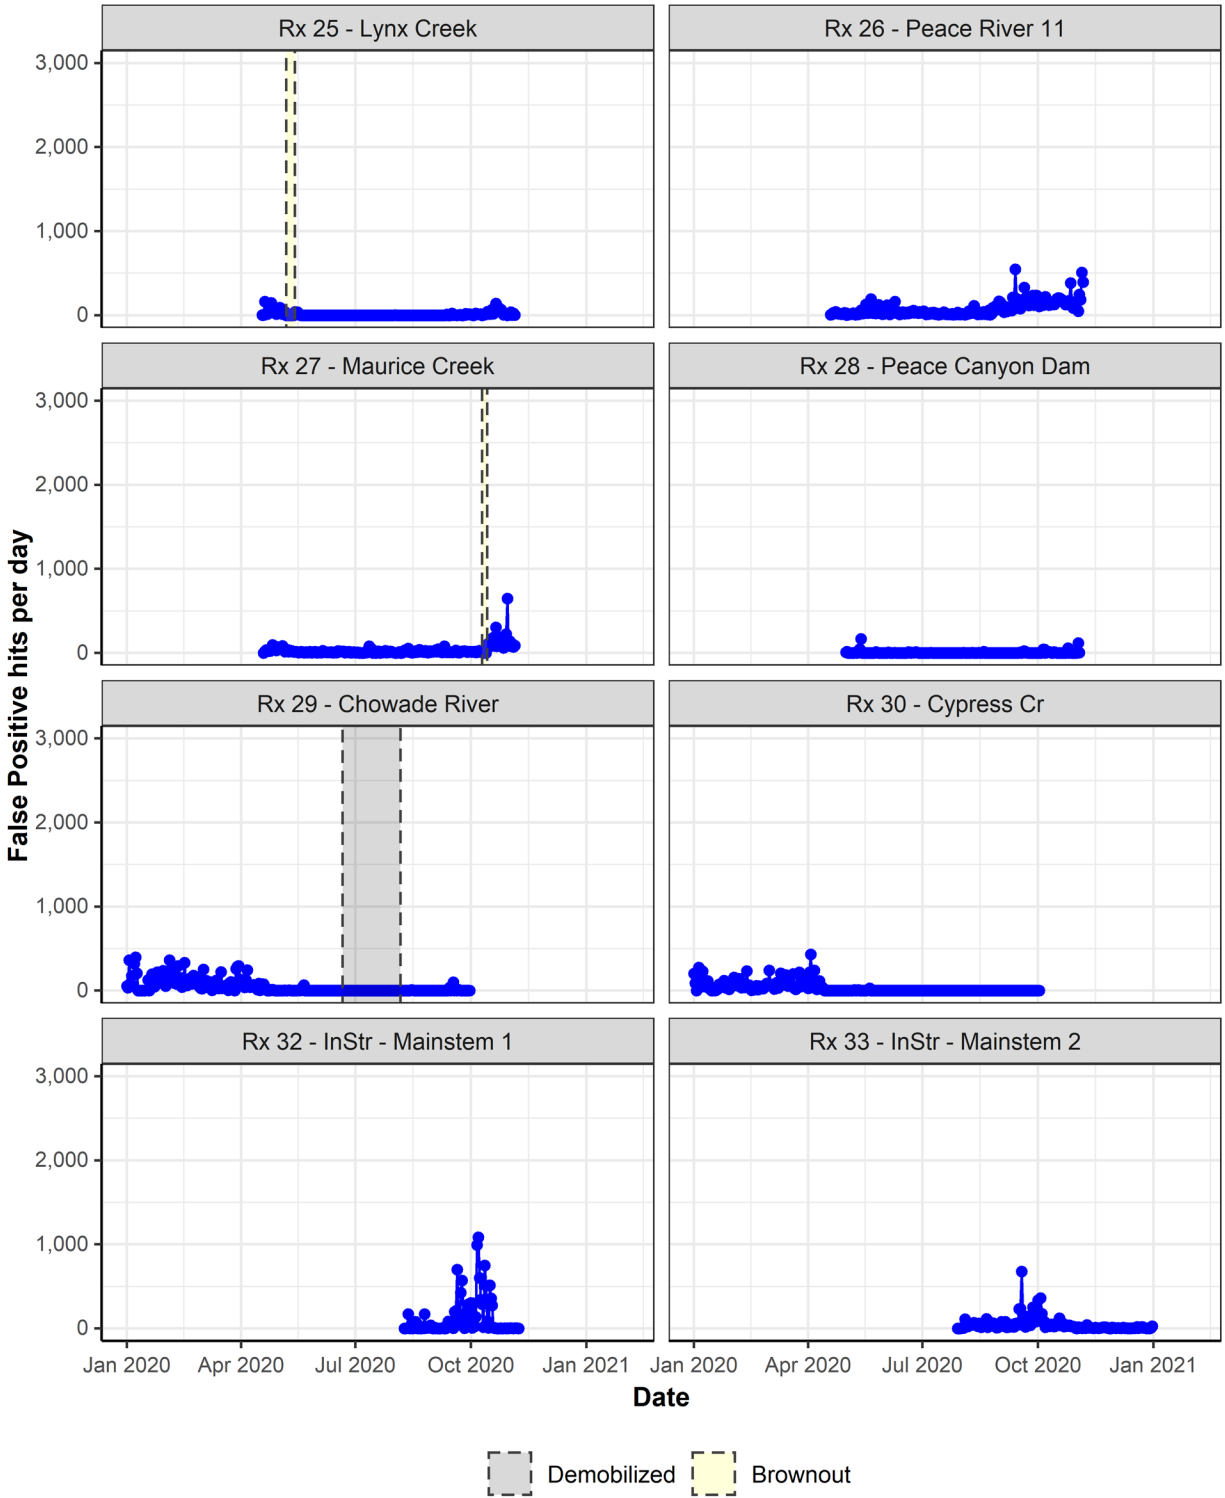 Rx 25 - Lynx Creek
Rx 26 - Peace River 11
3,000
2,000
1,000
0
Rx 27 - Maurice Creek
Rx 28 - Peace Canyon Dam
3,000
2,000
1,000
0
False Positive hits per day
Rx 29 - Chowade River
Rx 30 - Cypress Cr
3,000
2,000
1,000
0
Rx 32 - InStr - Mainstem 1
Rx 33 - InStr - Mainstem 2
3,000
2,000
1,000
0
Jan 2020 Apr 2020 Jul 2020 Oct 2020 Jan 2021 Jan 2020 Apr 2020 Jul 2020 Oct 2020 Jan 2021
Date
Demobilized Brownout